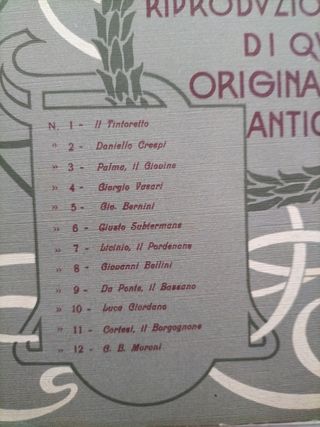 RIPRODVZIO
DI QV
ORIGINA
ANTIC
N. 1 - Il Tintoretto
» 2 - Daniello Crespi
» 3 - Palma, il Giovine
» 4 - Giorgio Vasari
» 5 - Gio. Bernini
» 6 - Giusto Subtermans
» 7 - Licinio, il Pordenone
» 8 - Giovanni Bellini
» 9 - Da Ponte, il Bassano
» 10 - Luca Giordano
» 11 - Cortesi, il Borgognone
» 12 - G. B. Moroni